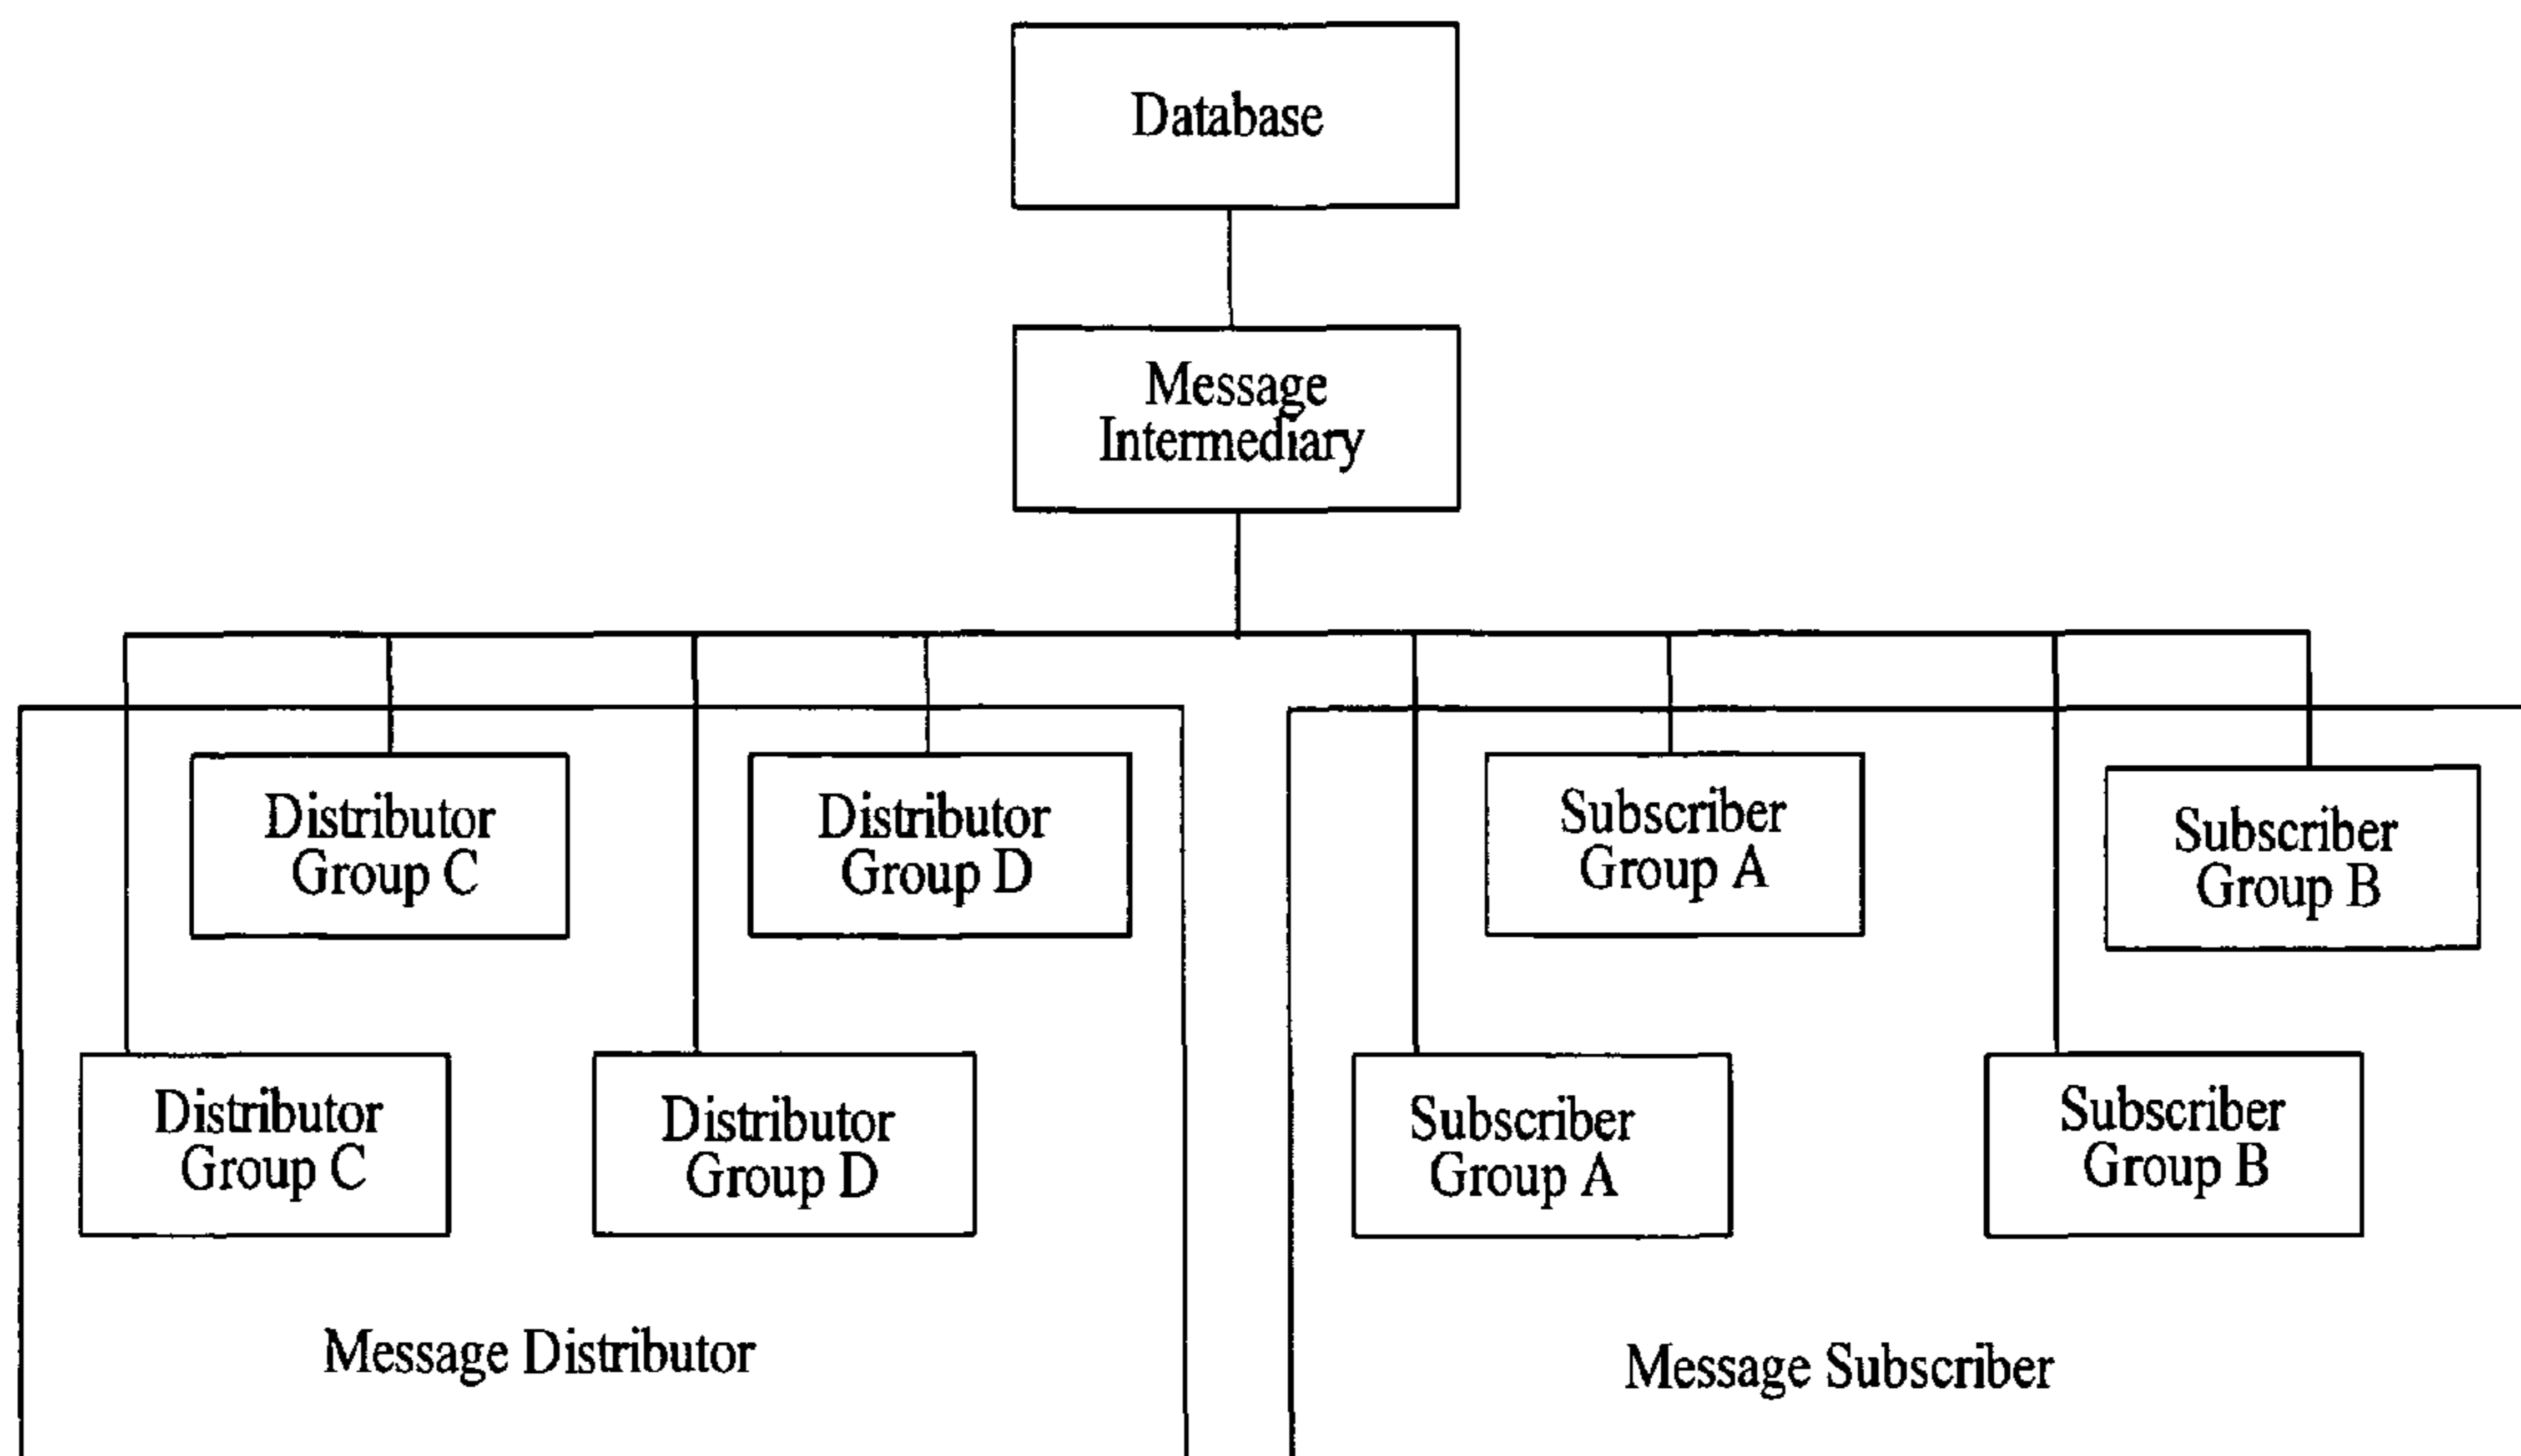 Database
Message
Intermediary
Distributor
Group C
Distributor
Group D
Subscriber
Group A
Subscriber
Group B
Distributor
Group C
Distributor
Group D
Subscriber
Group A
Subscriber
Group B
Message Distributor
Message Subscriber